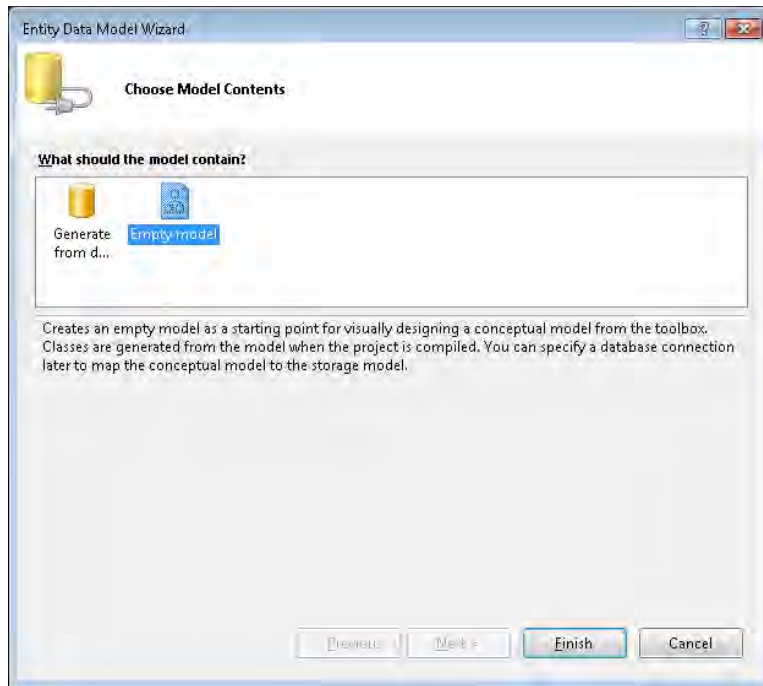 Entity Data Model Wizard
Choose Model Contents
What should the model contain?
Generate from d...
Empty model
Creates an empty model as a starting point for visually designing a conceptual model from the toolbox.
Classes are generated from the model when the project is compiled. You can specify a database connection
later to map the conceptual model to the storage model.
Previous
Next >
Finish
Cancel